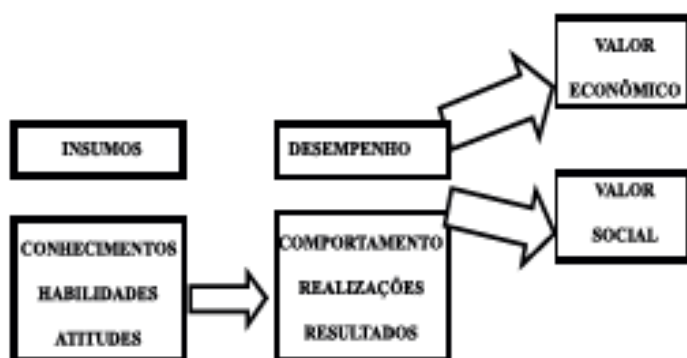 INSUMOS
CONHECIMENTOS
HABILIDADES
ATITUDES
DESEMPENHO
COMPORTAMENTO
REALIZAÇÕES
RESULTADOS
VALOR
ECONÔMICO
VALOR
SOCIAL